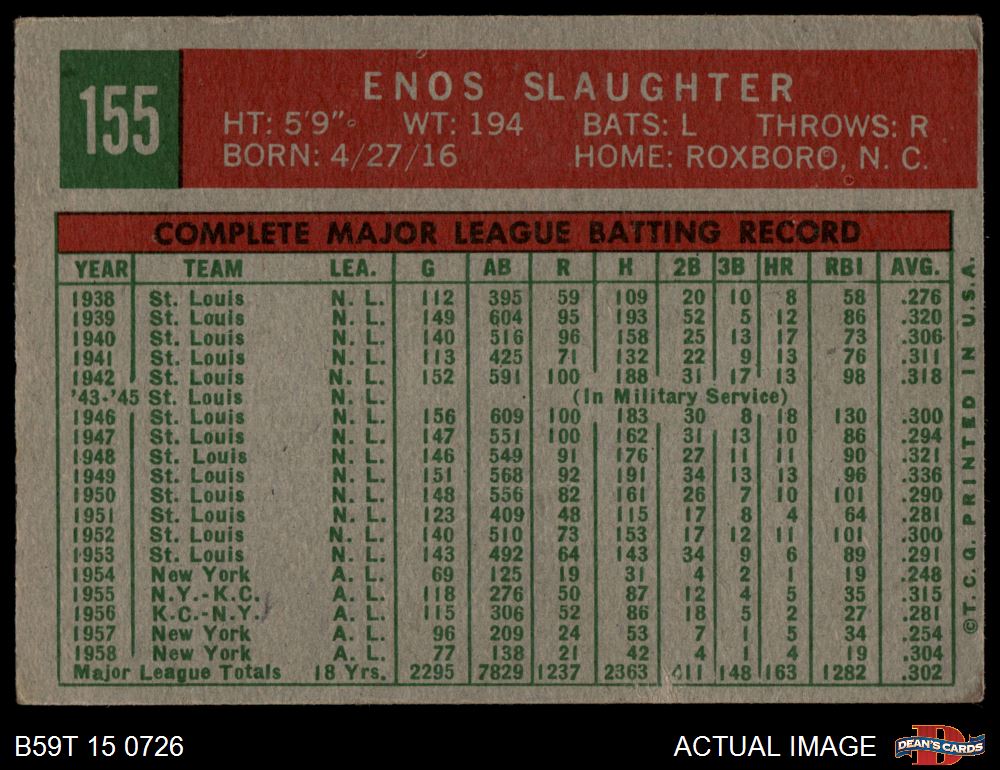 155
ENOS SLAUGHTER
HT: 5'9" WT: 194 BATS: L THROWS: R
BORN: 4/27/16 HOME: ROXBORO, N. C.
COMPLETE MAJOR LEAGUE BATTING RECORD
YEAR TEAM LEA. G AB R H 2B 3B HR RBI AVG.
1938 St. Louis N. L. 112 395 59 109 20 10 8 58 .276
1939 St. Louis N. L. 149 604 95 193 52 5 12 86 .320
1940 St. Louis N. L. 140 516 96 158 25 13 17 73 .306
1941 St. Louis N. L. 113 425 71 132 22 9 13 76 .311
1942 St. Louis N. L. 152 591 100 188 31 17 13 98 .318
'43-'45 St. Louis N. L. (In Military Service)
1946 St. Louis N. L. 156 609 100 183 30 8 18 130 .300
1947 St. Louis N. L. 147 551 100 162 31 13 10 86 .294
1948 St. Louis N. L. 146 549 91 176 27 11 11 90 .321
1949 St. Louis N. L. 151 568 92 191 34 13 13 96 .336
1950 St. Louis N. L. 148 556 82 161 26 7 10 101 .290
1951 St. Louis N. L. 123 409 48 115 17 8 4 64 .281
1952 St. Louis N. L. 140 510 73 153 17 12 11 101 .300
1953 St. Louis N. L. 143 492 64 143 34 9 6 89 .291
1954 New York A. L. 69 125 19 31 4 2 1 19 .248
1955 N.Y.-K.C. A. L. 118 276 50 87 12 4 5 35 .315
1956 K.C.-N.Y. A. L. 115 306 52 86 18 5 2 27 .281
1957 New York A. L. 96 209 24 53 7 1 5 34 .254
1958 New York A. L. 77 138 21 42 4 1 4 19 .304
Major League Totals 18 Yrs. 2295 7829 1237 2363 411 148 163 1282 .302
©T. C. G. PRINTED IN U.S.A.
B59T 15 0726
ACTUAL IMAGE
DEAN'S CARDS